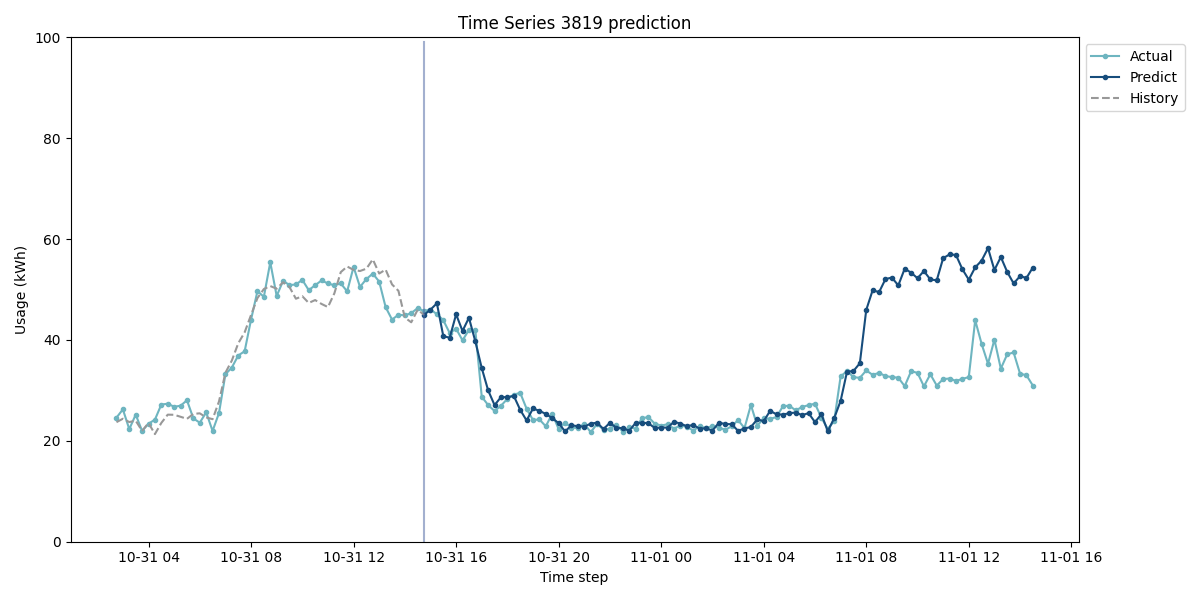 Time Series 3819 prediction
100
80
60
40
20
0
Usage (kWh)
10-31 04
10-31 08
10-31 12
10-31 16
10-31 20
11-01 00
11-01 04
11-01 08
11-01 12
11-01 16
Time step
Actual
Predict
History